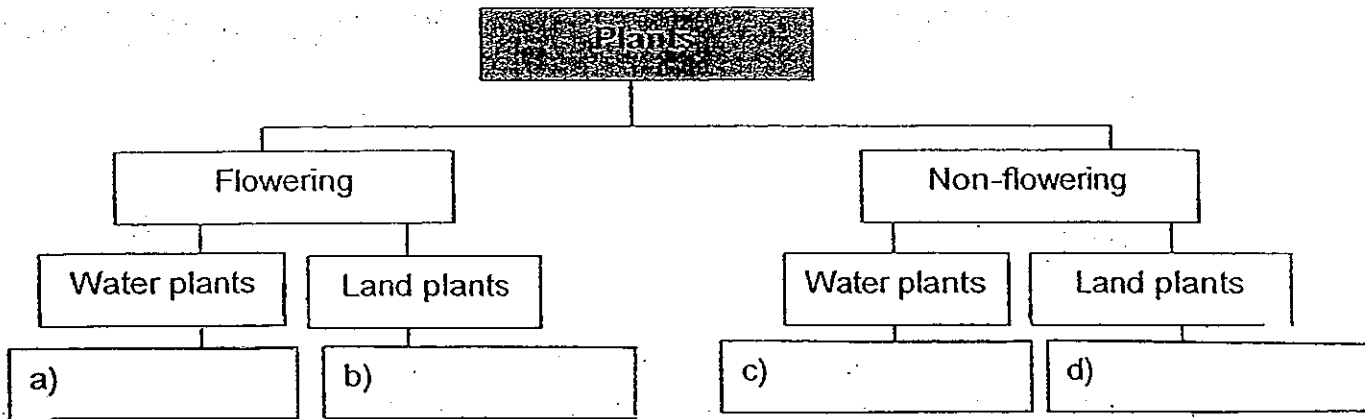 Plants
Flowering
Non-flowering
Water plants
Land plants
Water plants
Land plants
a)
b)
c)
d)